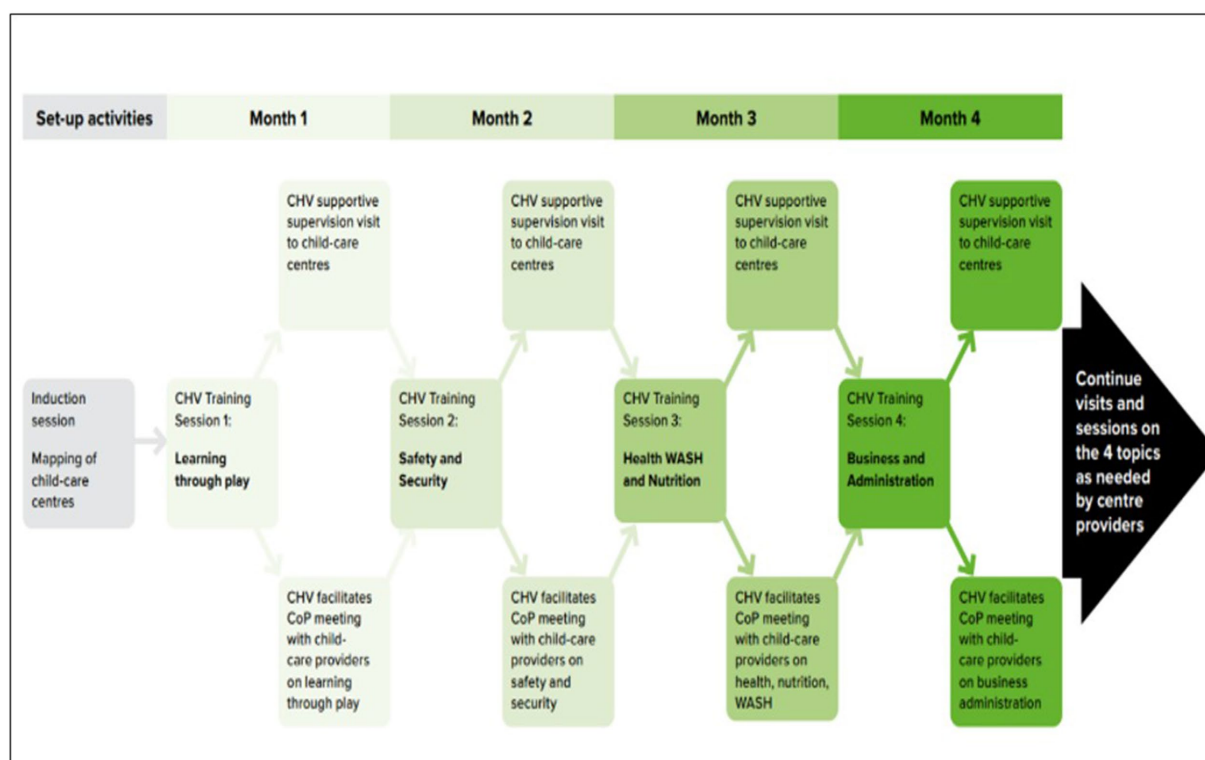 Set-up activities
Month 1
Month 2
Month 3
Month 4
CHV supportive
supervision visit
to child-care
centres
CHV supportive
supervision visit
to child-care
centres
CHV supportive
supervision visit
to child-care
centres
CHV supportive
supervision visit
to child-care
centres
Induction
session
Mapping of
child-care
centres
CHV Training
Session 1:
Learning
through play
CHV Training
Session 2:
Safety and
Security
CHV Training
Session 3:
Health WASH
and Nutrition
CHV Training
Session 4:
Business and
Administration
Continue
visits and
sessions on
the 4 topics
as needed
by centre
providers
CHV facilitates
CoP meeting
with child-
care providers
on learning
through play
CHV facilitates
CoP meeting
with child-care
providers on
safety and
security
CHV facilitates
CoP meeting
with child-care
providers on
health, nutrition,
WASH
CHV facilitates
CoP meeting
with child-
care providers
on business
administration